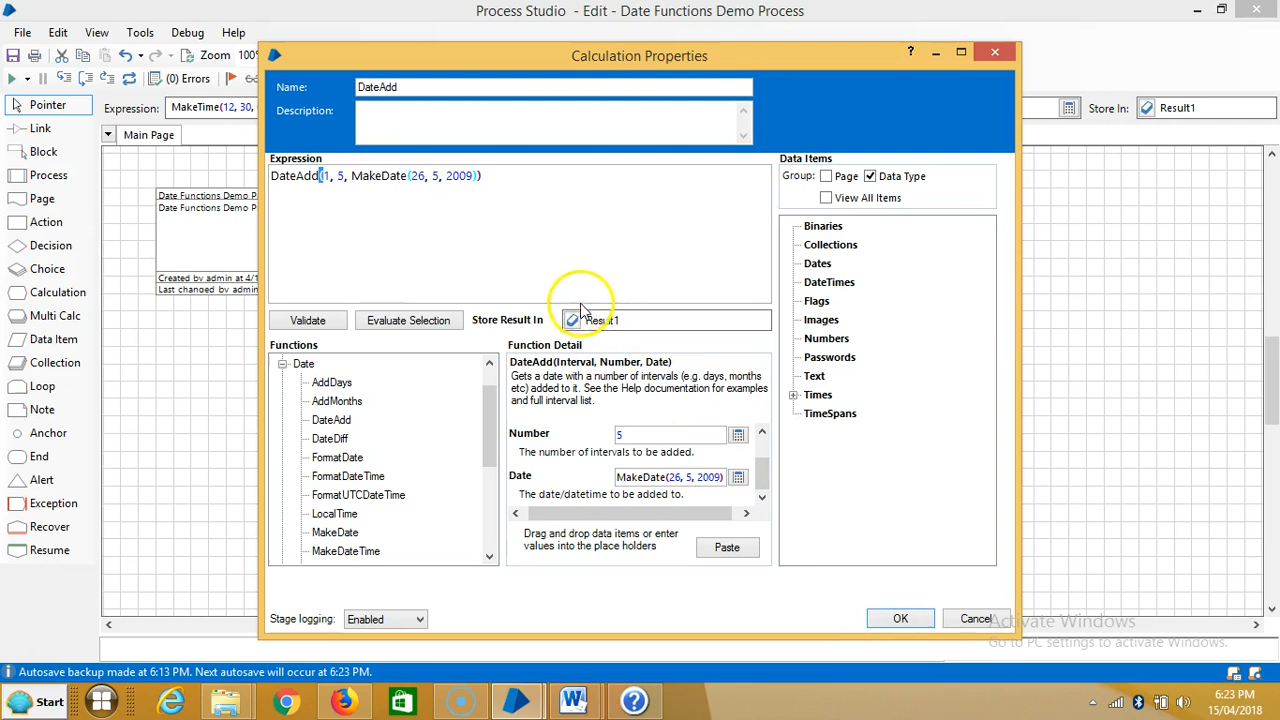 Process Studio - Edit - Date Functions Demo Process
File Edit View Tools Debug Help
Calculation Properties
Zoom 100%
(0) Errors
Name: DateAdd
Description:
Expression: MakeTime(12, 30,
Store In: Result1
Main Page
Pointer
Link
Block
Process
Page
Action
Decision
Choice
Calculation
Multi Calc
Data Item
Collection
Loop
Note
Anchor
End
Alert
Exception
Recover
Resume
Date Functions Demo P
Date Functions Demo P
Created by admin at 4/1
Last changed by admin
Expression
DateAdd(1, 5, MakeDate(26, 5, 2009))
Validate
Evaluate Selection
Store Result In
Result1
Functions
Date
AddDays
AddMonths
DateAdd
DateDiff
FormatDate
FormatDateTime
FormatUTCDateTime
LocalTime
MakeDate
MakeDateTime
Function Detail
DateAdd(Interval, Number, Date)
Gets a date with a number of intervals (e.g. days, months
etc) added to it. See the Help documentation for examples
and full interval list.
Number 5
The number of intervals to be added.
Date MakeDate(26, 5, 2009)
The date/datetime to be added to.
Drag and drop data items or enter
values into the place holders
Paste
Data Items
Group: Page Data Type
View All Items
Binaries
Collections
Dates
DateTimes
Flags
Images
Numbers
Passwords
Text
Times
TimeSpans
Stage logging: Enabled
OK
Cancel
Activate Windows
Go to PC settings to activate Windows.
Autosave backup made at 6:13 PM. Next autosave will occur at 6:23 PM.
Start
6:23 PM
15/04/2018